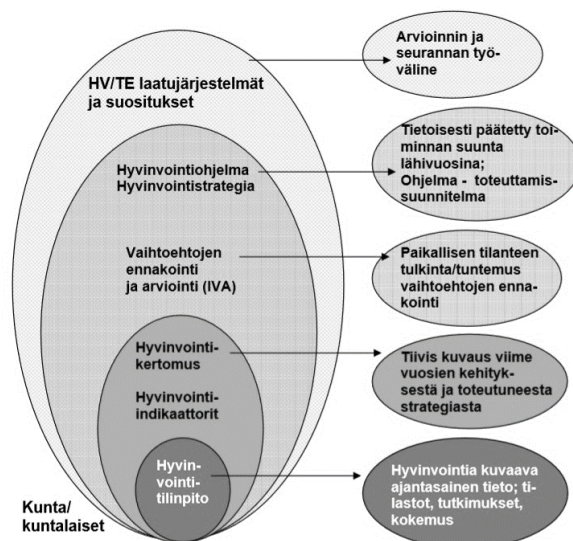 HV/TE laatujärjestelmät
ja suositukset
Arvioinnin ja
seurannan työ-
väline
Hyvinvointiohjelma
Hyvinvointistrategia
Tietoisesti päätetty toi-
minnan suunta
lähivuosina;
Ohjelma - toteuttamis-
suunnitelma
Vaihtoehtojen
ennakointi
ja arviointi (IVA)
Paikallisen tilanteen
tulkinta/tuntemus
vaihtoehtojen enna-
kointi
Hyvinvointi-
kertomus
Hyvinvointi-
indikaattorit
Tiivis kuvaus viime
vuosien kehityk-
sestä ja toteutuneesta
strategiasta
Hyvin-
vointi-
tilinpito
Hyvinvointia kuvaava
ajantasainen tieto; ti-
lastot, tutkimukset,
kokemus
Kunta/
kuntalaiset